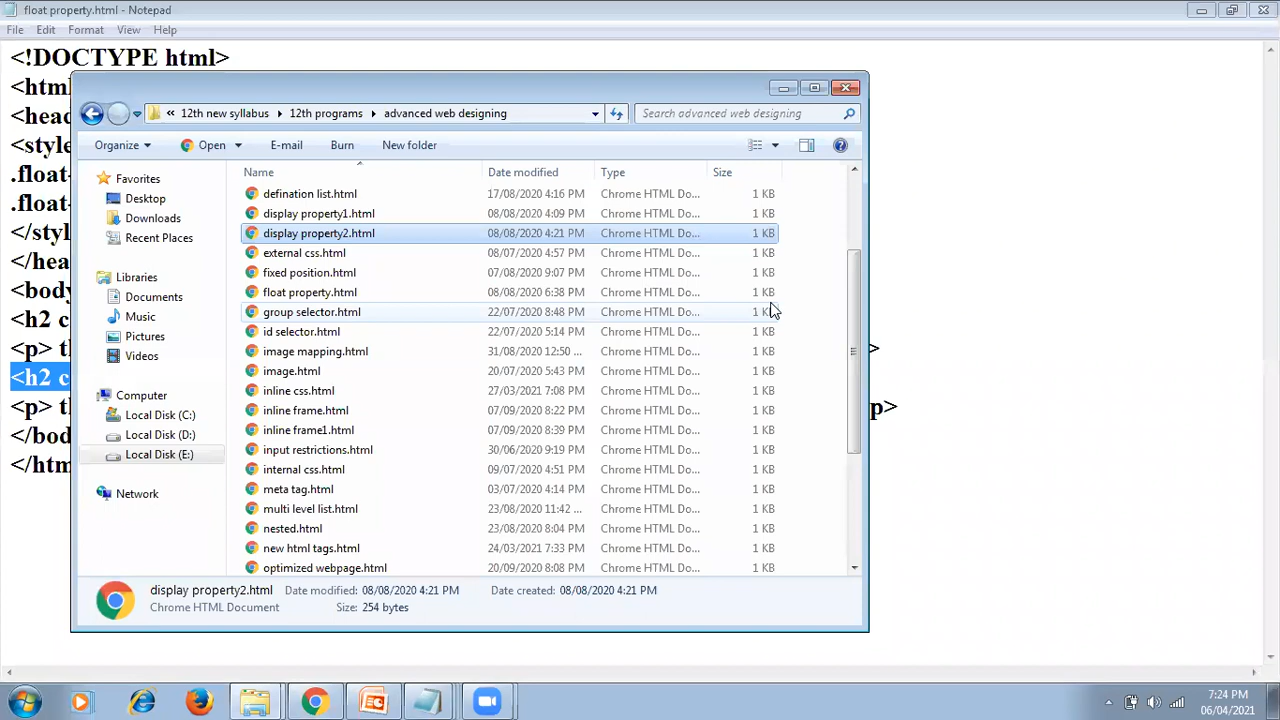 float property.html - Notepad
File Edit Format View Help
<!DOCTYPE html>
<html
<head
<style
.float-
.float-
</styl
</hea
<body
<h2 c
<p> th >
<h2 c
<p> th p>
</bod
</htm
« 12th new syllabus 12th programs advanced web designing Search advanced web designing
Organize Open E-mail Burn New folder
Favorites
Desktop
Downloads
Recent Places
Libraries
Documents
Music
Pictures
Videos
Computer
Local Disk (C:)
Local Disk (D:)
Local Disk (E:)
Network
Name Date modified Type Size
defination list.html 17/08/2020 4:16 PM Chrome HTML Do... 1 KB
display property1.html 08/08/2020 4:09 PM Chrome HTML Do... 1 KB
display property2.html 08/08/2020 4:21 PM Chrome HTML Do... 1 KB
external css.html 08/07/2020 4:57 PM Chrome HTML Do... 1 KB
fixed position.html 07/08/2020 9:07 PM Chrome HTML Do... 1 KB
float property.html 08/08/2020 6:38 PM Chrome HTML Do... 1 KB
group selector.html 22/07/2020 8:48 PM Chrome HTML Do... 1 KB
id selector.html 22/07/2020 5:14 PM Chrome HTML Do... 1 KB
image mapping.html 31/08/2020 12:50 ... Chrome HTML Do... 1 KB
image.html 20/07/2020 5:43 PM Chrome HTML Do... 1 KB
inline css.html 27/03/2021 7:08 PM Chrome HTML Do... 1 KB
inline frame.html 07/09/2020 8:22 PM Chrome HTML Do... 1 KB
inline frame1.html 07/09/2020 8:39 PM Chrome HTML Do... 1 KB
input restrictions.html 30/06/2020 9:19 PM Chrome HTML Do... 1 KB
internal css.html 09/07/2020 4:51 PM Chrome HTML Do... 1 KB
meta tag.html 03/07/2020 4:14 PM Chrome HTML Do... 1 KB
multi level list.html 23/08/2020 11:42 ... Chrome HTML Do... 1 KB
nested.html 23/08/2020 8:04 PM Chrome HTML Do... 1 KB
new html tags.html 24/03/2021 7:33 PM Chrome HTML Do... 1 KB
optimized webpage.html 20/09/2020 8:08 PM Chrome HTML Do... 1 KB
display property2.html Date modified: 08/08/2020 4:21 PM Date created: 08/08/2020 4:21 PM
Chrome HTML Document Size: 254 bytes
7:24 PM
06/04/2021